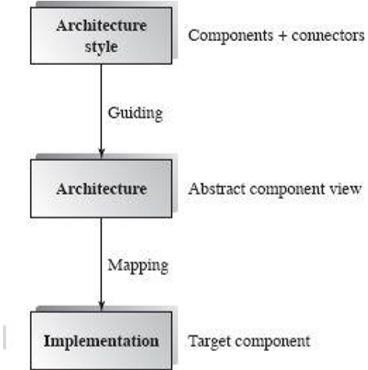 Architecture
style
Components + connectors
Guiding
Architecture
Abstract component view
Mapping
Implementation
Target component